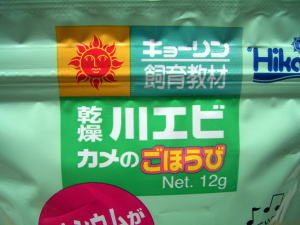 キョーリン
飼育教材
Hika
乾燥
川エビ
カメの
ごほうび
Net. 12g
シウムが